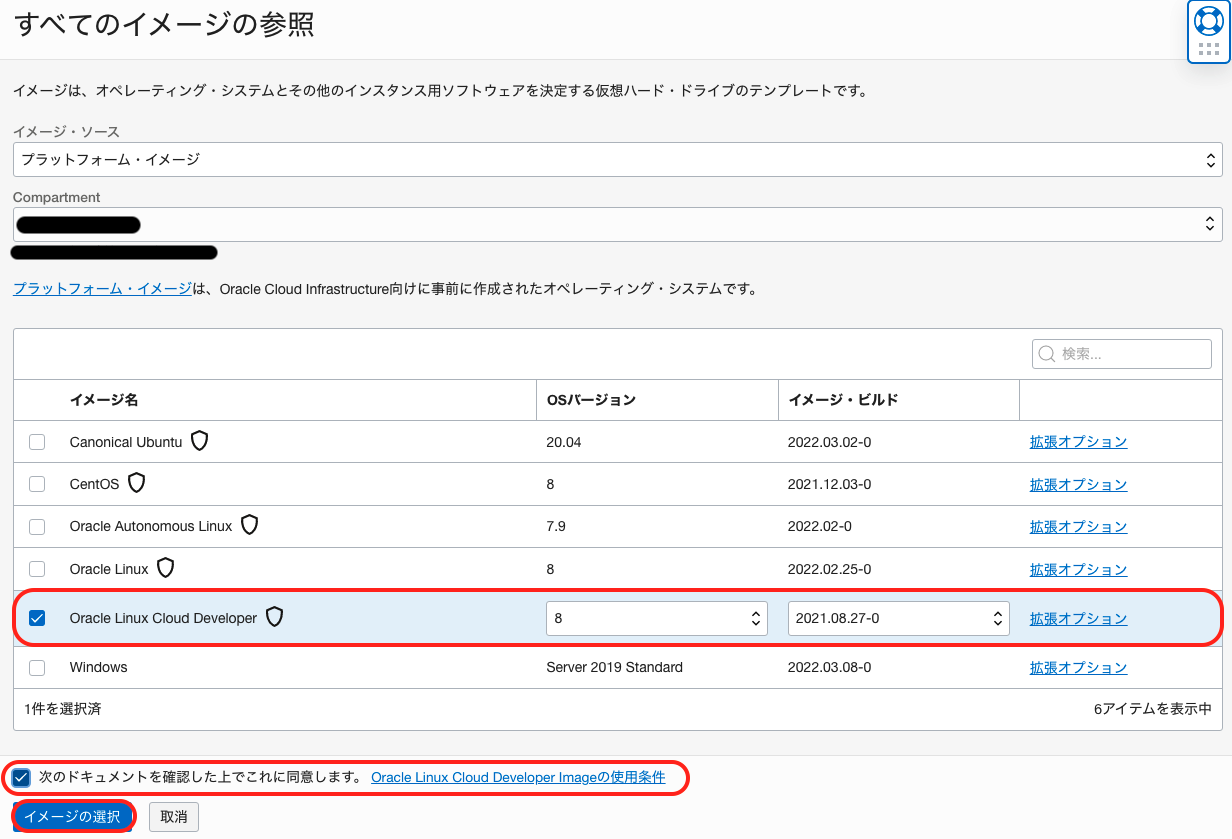 すべてのイメージの参照
イメージは、オペレーティング・システムとその他のインスタンス用ソフトウェアを決定する仮想ハード・ドライブのテンプレートです。
イメージ・ソース
プラットフォーム・イメージ
Compartment
プラットフォーム・イメージは、Oracle Cloud Infrastructure向けに事前に作成されたオペレーティング・システムです。
検索...
イメージ名 OSバージョン イメージ・ビルド
Canonical Ubuntu 20.04 2022.03.02-0 拡張オプション
CentOS 8 2021.12.03-0 拡張オプション
Oracle Autonomous Linux 7.9 2022.02-0 拡張オプション
Oracle Linux 8 2022.02.25-0 拡張オプション
Oracle Linux Cloud Developer 8 2021.08.27-0 拡張オプション
Windows Server 2019 Standard 2022.03.08-0 拡張オプション
1件を選択済 6アイテムを表示中
次のドキュメントを確認した上でこれに同意します。 Oracle Linux Cloud Developer Imageの使用条件
イメージの選択 取消